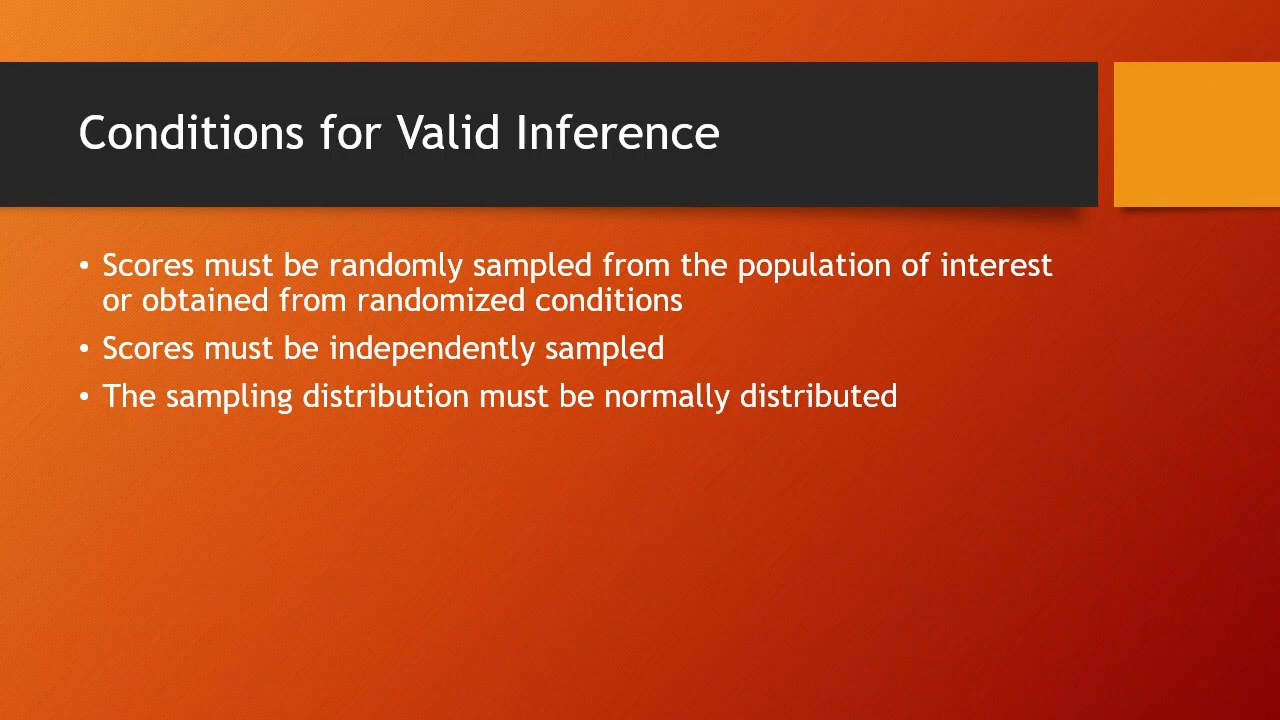 Conditions for Valid Inference
• Scores must be randomly sampled from the population of interest
or obtained from randomized conditions
• Scores must be independently sampled
• The sampling distribution must be normally distributed